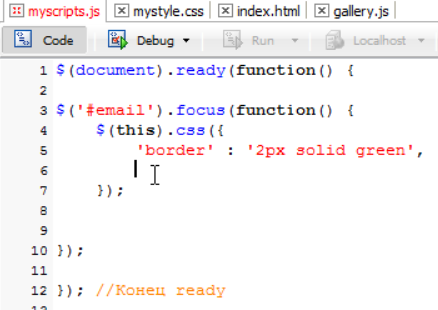 myscripts.js mystyle.css index.html gallery.js
Code Debug Run Localhost
1 $(document).ready(function() {
2
3 $('#email').focus(function() {
4 $(this).css({
5 'border' : '2px solid green',
6
7 });
8
9
10 });
11
12 }); //Конец ready